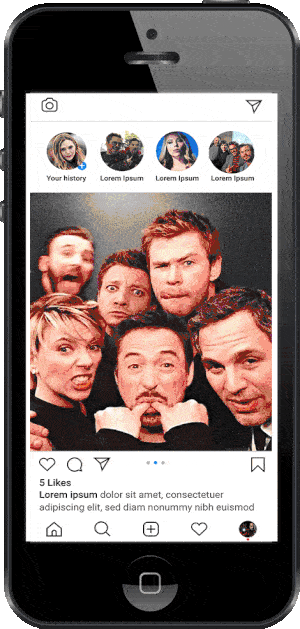 Your history Lorem Ipsum Lorem Ipsum Lorem Ipsum
5 Likes
Lorem ipsum dolor sit amet, consectetuer
adipiscing elit, sed diam nonummy nibh euismod